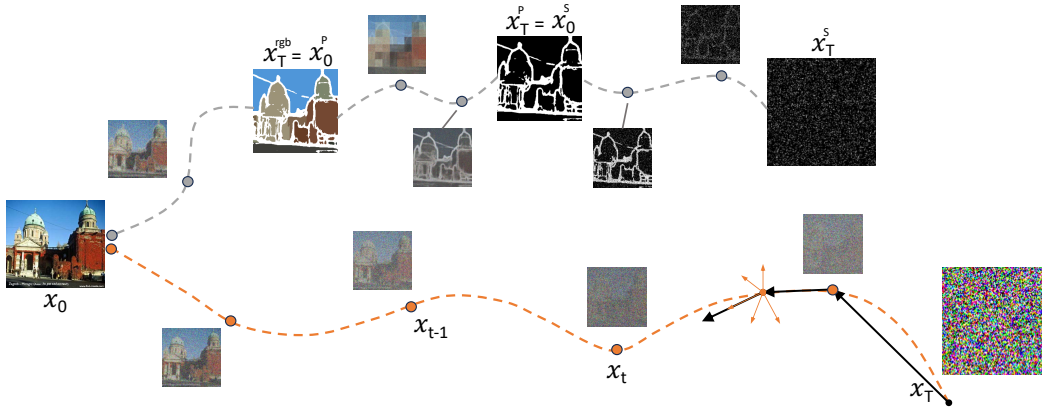 x_T^rgb = x_0^P
x_T^P = x_0^S
x_T^S
x_0
x_t-1
x_t
x_T